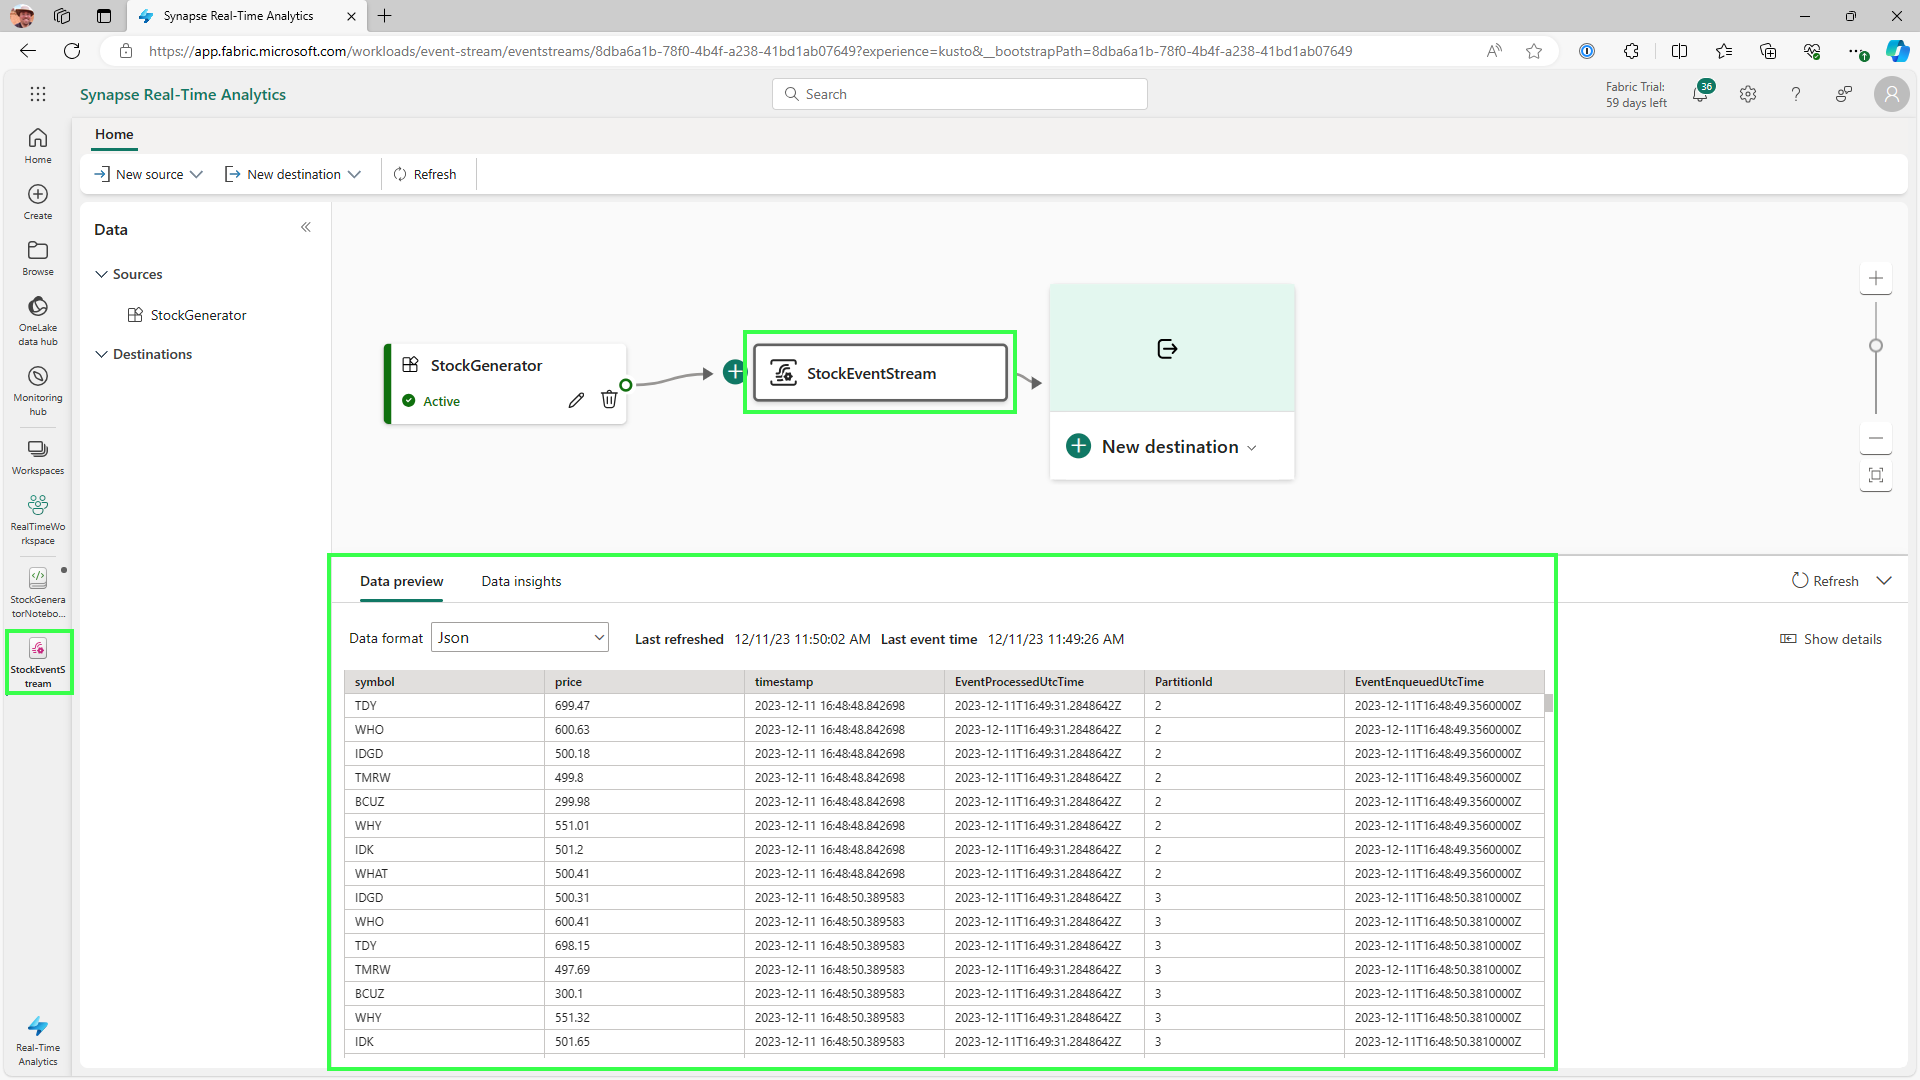 Synapse Real-Time Analytics
https://app.fabric.microsoft.com/workloads/event-stream/eventstreams/8dba6a1b-78f0-4b4f-a238-41bd1ab07649?experience=kusto&__bootstrapPath=8dba6a1b-78f0-4b4f-a238-41bd1ab07649
Synapse Real-Time Analytics
Search
Fabric Trial:
59 days left
36
Home
Create
Browse
OneLake
data hub
Monitoring
hub
Workspaces
RealTimeWo
rkspace
StockGenera
torNotebo...
StockEventS
tream
Real-Time
Analytics
Home
New source
New destination
Refresh
Data
Sources
StockGenerator
Destinations
StockGenerator
Active
StockEventStream
New destination
Data preview
Data insights
Refresh
Data format
Json
Last refreshed 12/11/23 11:50:02 AM Last event time 12/11/23 11:49:26 AM
Show details
symbol price timestamp EventProcessedUtcTime PartitionId EventEnqueuedUtcTime
TDY 699.47 2023-12-11 16:48:48.842698 2023-12-11T16:49:31.2848642Z 2 2023-12-11T16:48:49.3560000Z
WHO 600.63 2023-12-11 16:48:48.842698 2023-12-11T16:49:31.2848642Z 2 2023-12-11T16:48:49.3560000Z
IDGD 500.18 2023-12-11 16:48:48.842698 2023-12-11T16:49:31.2848642Z 2 2023-12-11T16:48:49.3560000Z
TMRW 499.8 2023-12-11 16:48:48.842698 2023-12-11T16:49:31.2848642Z 2 2023-12-11T16:48:49.3560000Z
BCUZ 299.98 2023-12-11 16:48:48.842698 2023-12-11T16:49:31.2848642Z 2 2023-12-11T16:48:49.3560000Z
WHY 551.01 2023-12-11 16:48:48.842698 2023-12-11T16:49:31.2848642Z 2 2023-12-11T16:48:49.3560000Z
IDK 501.2 2023-12-11 16:48:48.842698 2023-12-11T16:49:31.2848642Z 2 2023-12-11T16:48:49.3560000Z
WHAT 500.41 2023-12-11 16:48:48.842698 2023-12-11T16:49:31.2848642Z 2 2023-12-11T16:48:49.3560000Z
IDGD 500.31 2023-12-11 16:48:50.389583 2023-12-11T16:49:31.2848642Z 3 2023-12-11T16:48:50.3810000Z
WHO 600.41 2023-12-11 16:48:50.389583 2023-12-11T16:49:31.2848642Z 3 2023-12-11T16:48:50.3810000Z
TDY 698.15 2023-12-11 16:48:50.389583 2023-12-11T16:49:31.2848642Z 3 2023-12-11T16:48:50.3810000Z
TMRW 497.69 2023-12-11 16:48:50.389583 2023-12-11T16:49:31.2848642Z 3 2023-12-11T16:48:50.3810000Z
BCUZ 300.1 2023-12-11 16:48:50.389583 2023-12-11T16:49:31.2848642Z 3 2023-12-11T16:48:50.3810000Z
WHY 551.32 2023-12-11 16:48:50.389583 2023-12-11T16:49:31.2848642Z 3 2023-12-11T16:48:50.3810000Z
IDK 501.65 2023-12-11 16:48:50.389583 2023-12-11T16:49:31.2848642Z 3 2023-12-11T16:48:50.3810000Z